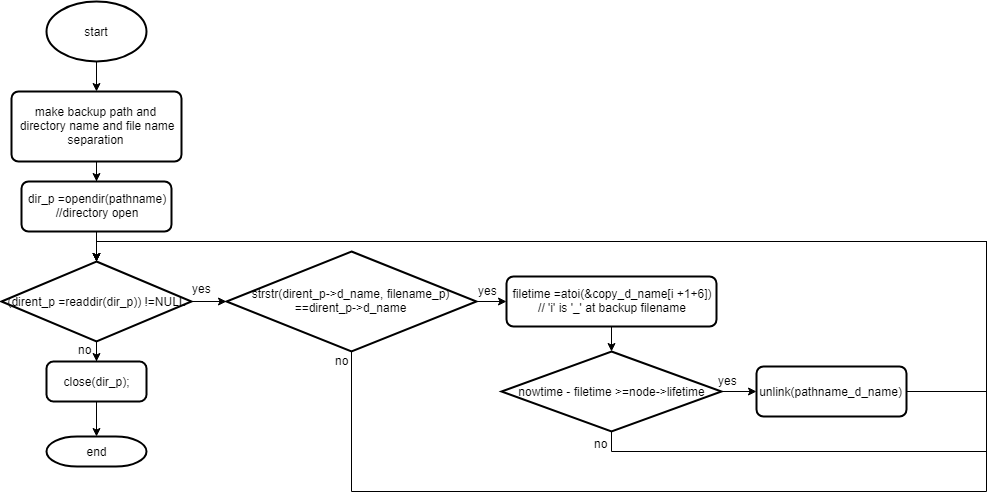 start
make backup path and
directory name and file name
separation
dir_p =opendir(pathname)
//directory open
(dirent_p =readdir(dir_p)) !=NULL
yes
strstr(dirent_p->d_name, filename_p)
==dirent_p->d_name
yes
filetime =atoi(&copy_d_name[i +1+6])
// 'i' is '_' at backup filename
no
close(dir_p);
no
nowtime - filetime >=node->lifetime
yes
unlink(pathname_d_name)
no
end